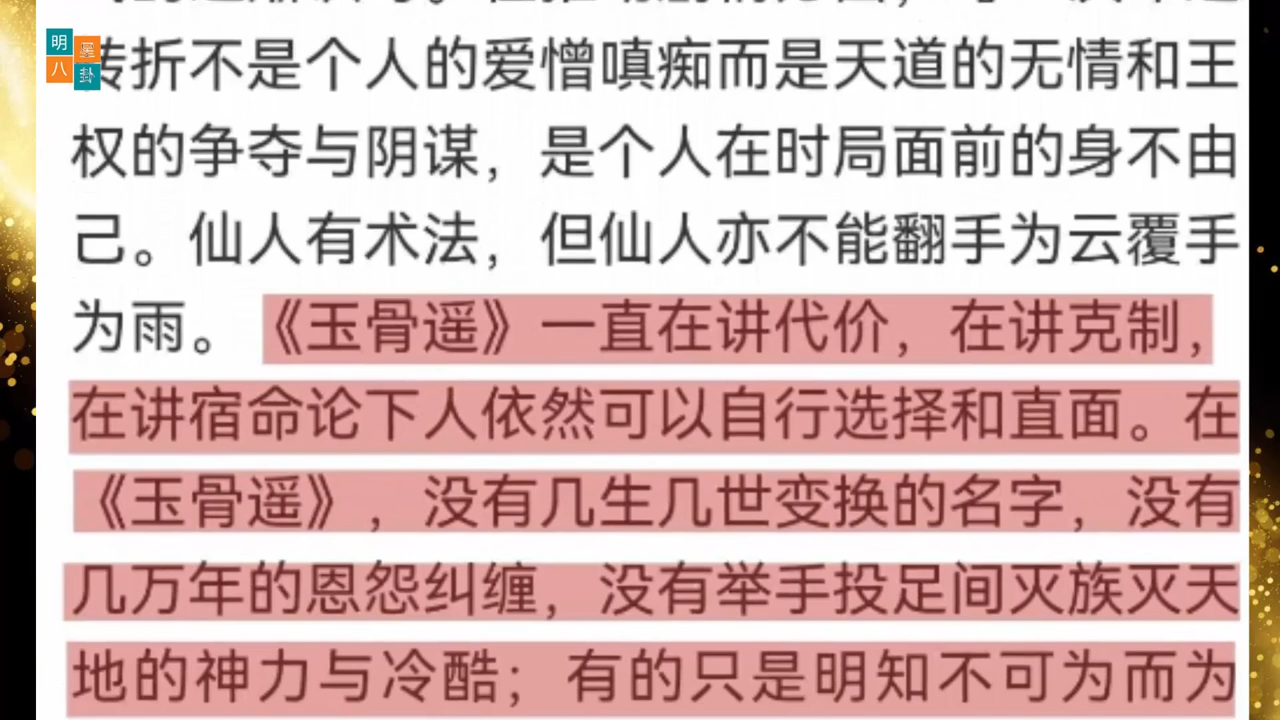 明星
八卦
转折不是个人的爱憎嗔痴而是天道的无情和王
权的争夺与阴谋，是个人在时局面前的身不由
己。仙人有术法，但仙人亦不能翻手为云覆手
为雨。《玉骨遥》一直在讲代价，在讲克制，
在讲宿命论下人依然可以自行选择和直面。在
《玉骨遥》，没有几生几世变换的名字，没有
几万年的恩怨纠缠，没有举手投足间灭族灭天
地的神力与冷酷；有的只是明知不可为而为